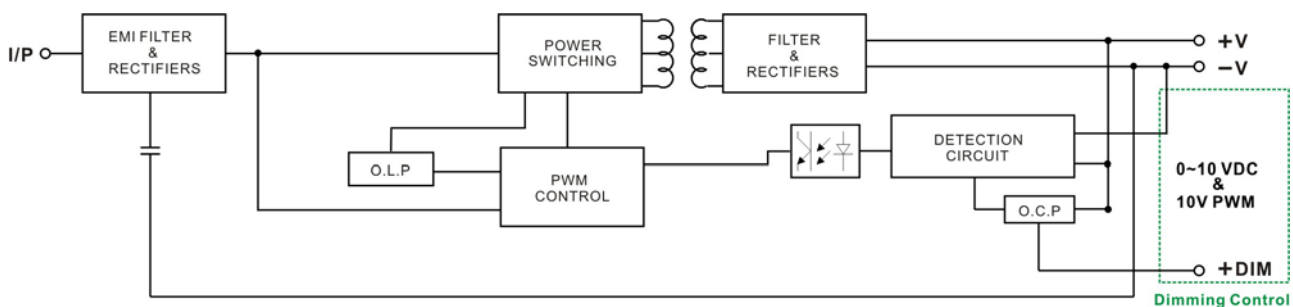 I/P
EMI FILTER
&
RECTIFIERS
POWER
SWITCHING
FILTER
&
RECTIFIERS
+V
−V
O.L.P
PWM
CONTROL
DETECTION
CIRCUIT
O.C.P
0~10 VDC
&
10V PWM
+DIM
Dimming Control